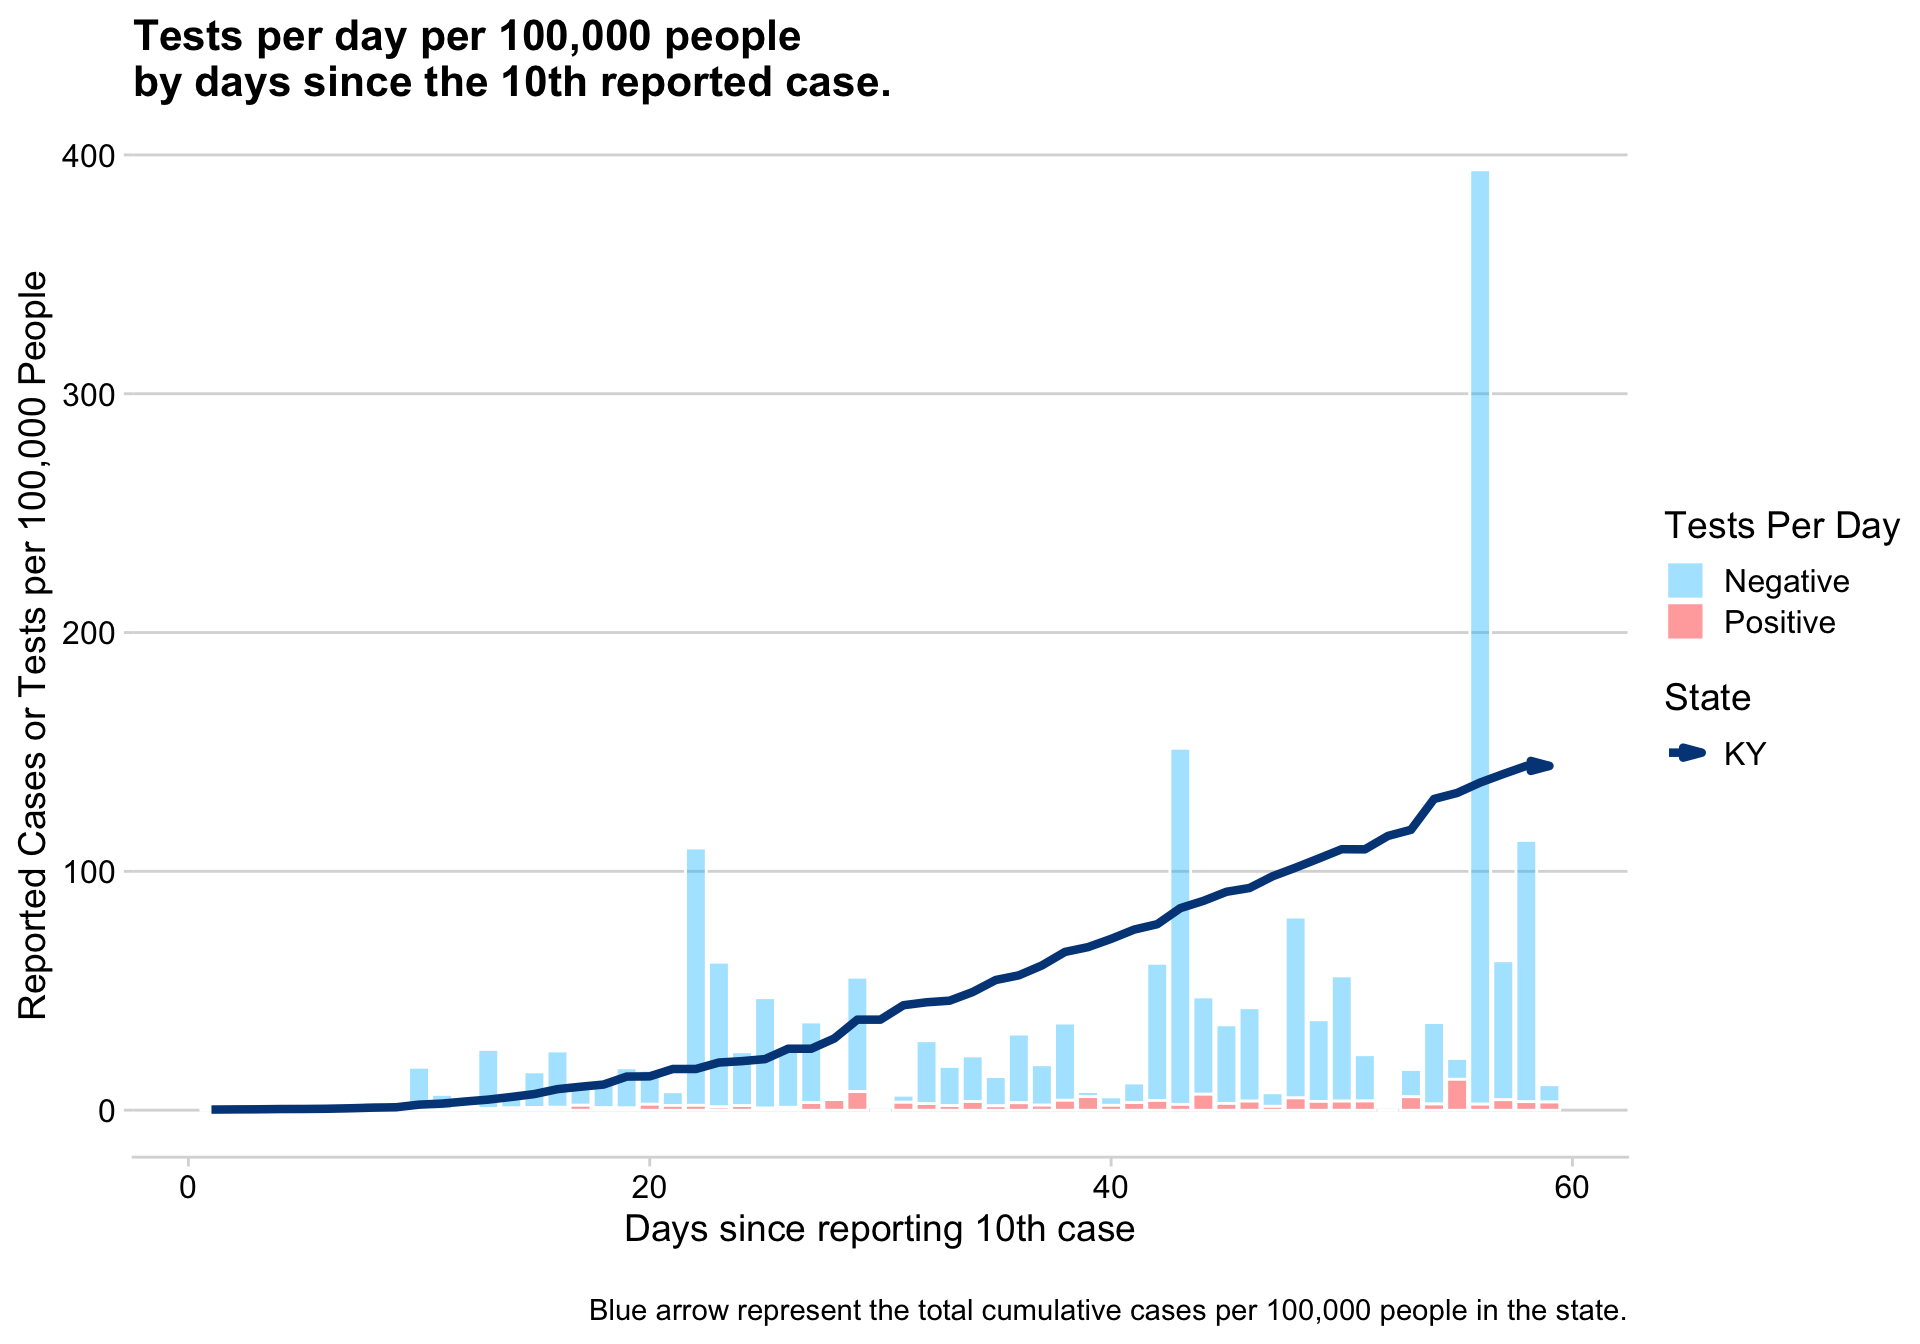 Tests per day per 100,000 people
by days since the 10th reported case.
Reported Cases or Tests per 100,000 People
400
300
200
100
0
0
20
40
60
Days since reporting 10th case
Tests Per Day
Negative
Positive
State
KY
Blue arrow represent the total cumulative cases per 100,000 people in the state.